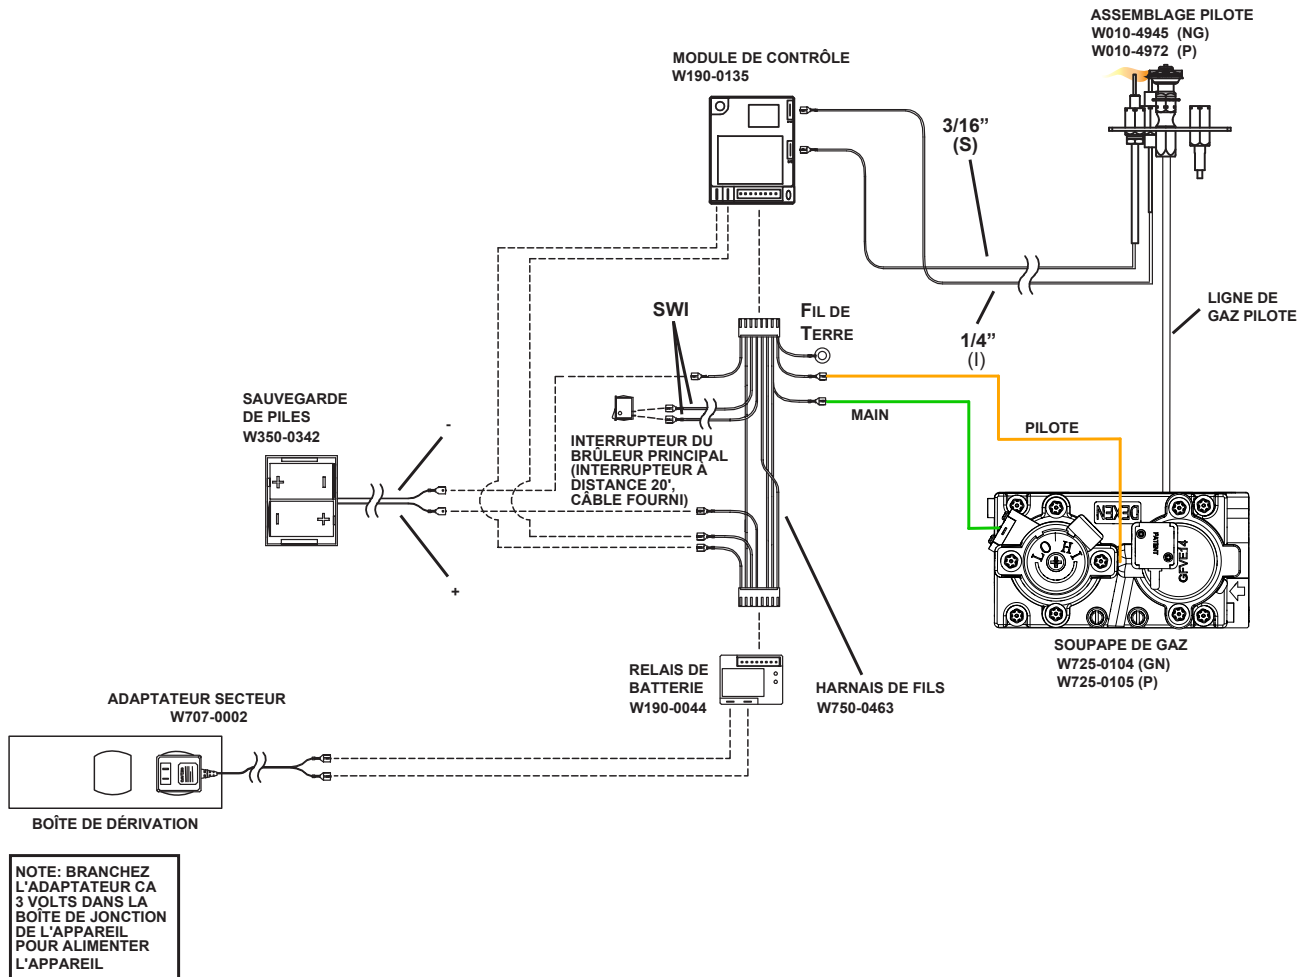 ASSEMBLAGE PILOTE
W010-4945 (NG)
W010-4972 (P)
MODULE DE CONTRÔLE
W190-0135
3/16”
(S)
LIGNE DE
GAZ PILOTE
1/4”
(I)
SWI
FIL DE
TERRE
MAIN
PILOTE
SAUVEGARDE
DE PILES
W350-0342
-
+
+ -
- +
INTERRUPTEUR DU
BRÛLEUR PRINCIPAL
(INTERRUPTEUR À
DISTANCE 20',
CÂBLE FOURNI)
DEXEN
LO HI
PATENT
GFVE14
SOUPAPE DE GAZ
W725-0104 (GN)
W725-0105 (P)
RELAIS DE
BATTERIE
W190-0044
HARNAIS DE FILS
W750-0463
ADAPTATEUR SECTEUR
W707-0002
BOÎTE DE DÉRIVATION
NOTE: BRANCHEZ
L'ADAPTATEUR CA
3 VOLTS DANS LA
BOÎTE DE JONCTION
DE L'APPAREIL
POUR ALIMENTER
L'APPAREIL